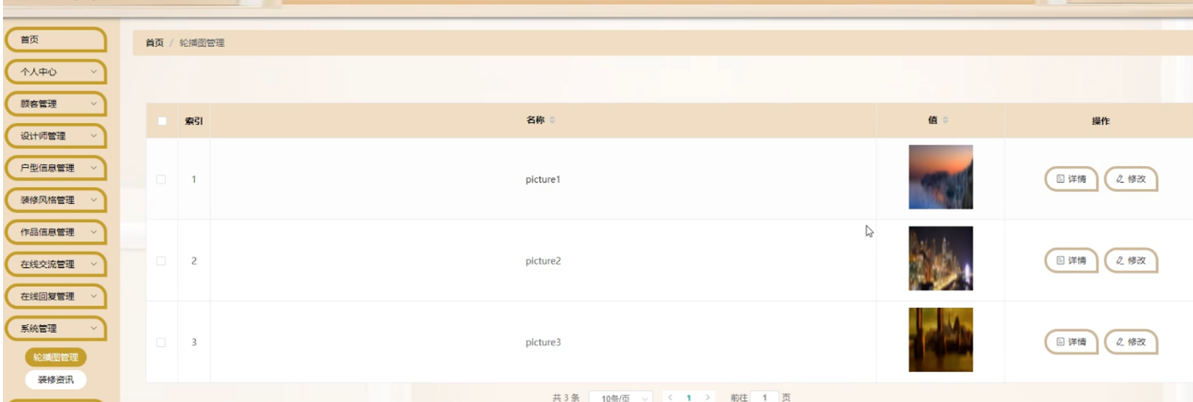 首页
个人中心
顾客管理
设计师管理
户型信息管理
装修风格管理
作品信息管理
在线交流管理
在线回复管理
系统管理
轮播图管理
装修资讯
首页 / 轮播图管理
索引 名称 值 操作
1 picture1 详情 修改
2 picture2 详情 修改
3 picture3 详情 修改
共 3 条 10条/页 1 前往 1 页